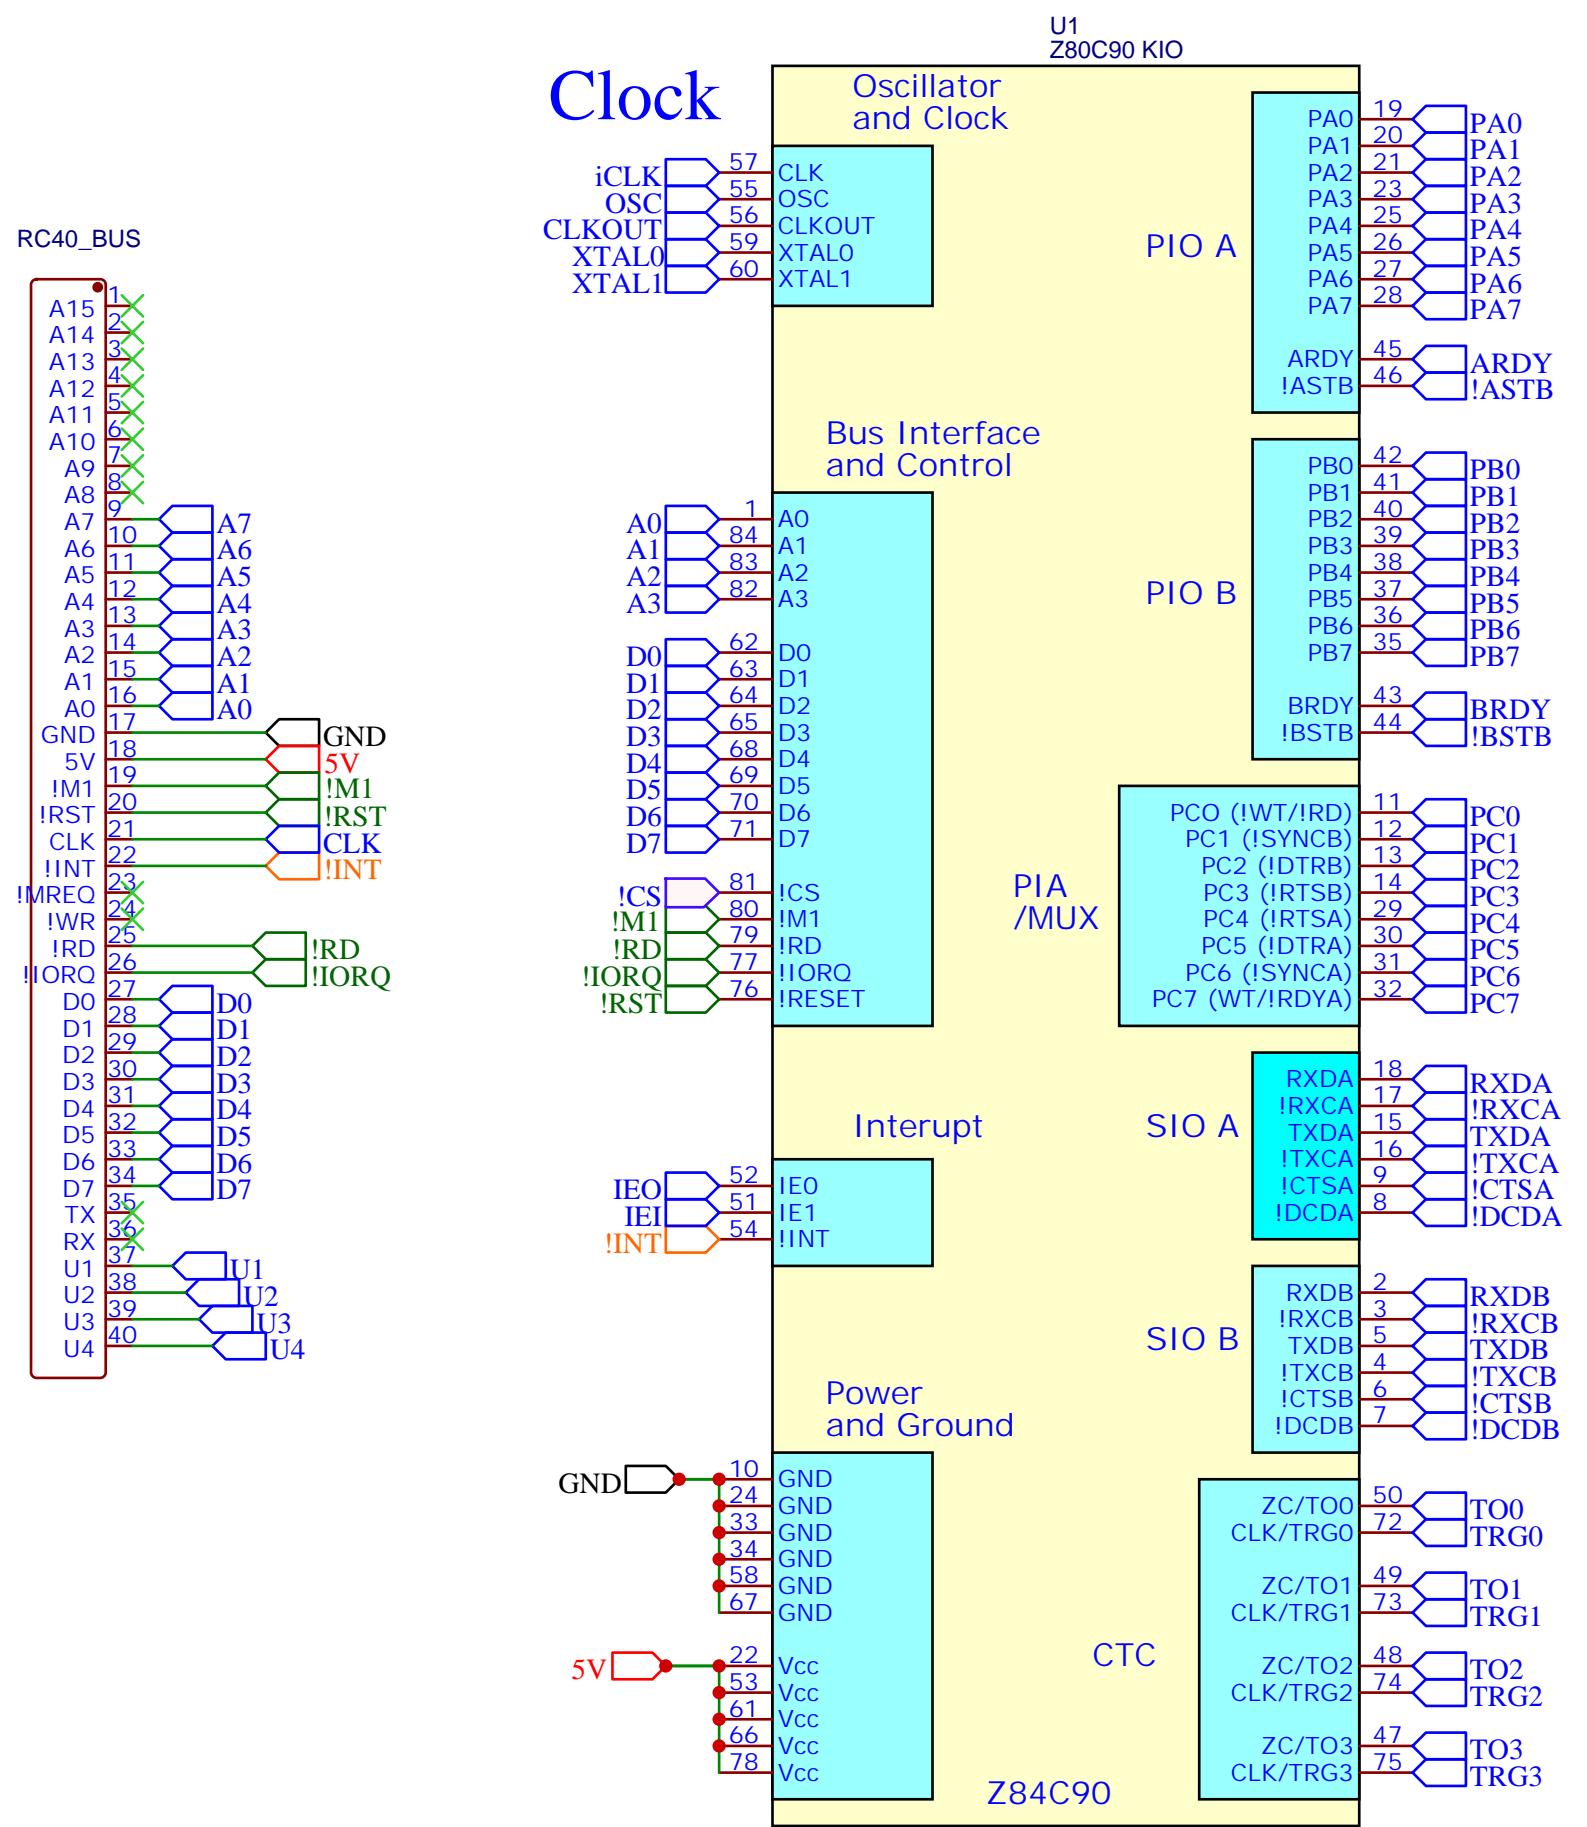 U1
Z80C90 KIO
Clock
Oscillator
and Clock
iCLK 57 CLK
OSC 55 OSC
CLKOUT 56 CLKOUT
XTAL0 59 XTAL0
XTAL1 60 XTAL1
PIO A
PA0 19 PA0
PA1 20 PA1
PA2 21 PA2
PA3 23 PA3
PA4 25 PA4
PA5 26 PA5
PA6 27 PA6
PA7 28 PA7
ARDY 45 ARDY
!ASTB 46 !ASTB
RC40_BUS
A15 1
A14 2
A13 3
A12 4
A11 5
A10 6
A9 7
A8 8
A7 9 A7
A6 10 A6
A5 11 A5
A4 12 A4
A3 13 A3
A2 14 A2
A1 15 A1
A0 16 A0
GND 17 GND
5V 18 5V
!M1 19 !M1
!RST 20 !RST
CLK 21 CLK
!INT 22 !INT
!MREQ 23
!WR 24
!RD 25 !RD
!IORQ 26 !IORQ
D0 27 D0
D1 28 D1
D2 29 D2
D3 30 D3
D4 31 D4
D5 32 D5
D6 33 D6
D7 34 D7
TX 35
RX 36
U1 37 U1
U2 38 U2
U3 39 U3
U4 40 U4
Bus Interface
and Control
A0 1 A0
A1 84 A1
A2 83 A2
A3 82 A3
D0 62 D0
D1 63 D1
D2 64 D2
D3 65 D3
D4 68 D4
D5 69 D5
D6 70 D6
D7 71 D7
!CS 81 !CS
!M1 80 !M1
!RD 79 !RD
!IORQ 77 !IORQ
!RST 76 !RESET
PIO B
PB0 42 PB0
PB1 41 PB1
PB2 40 PB2
PB3 39 PB3
PB4 38 PB4
PB5 37 PB5
PB6 36 PB6
PB7 35 PB7
BRDY 43 BRDY
!BSTB 44 !BSTB
PIA
/MUX
PC0 (!WT/!RD) 11 PC0
PC1 (!SYNCB) 12 PC1
PC2 (!DTRB) 13 PC2
PC3 (!RTSB) 14 PC3
PC4 (!RTSA) 29 PC4
PC5 (!DTRA) 30 PC5
PC6 (!SYNCA) 31 PC6
PC7 (WT/!RDYA) 32 PC7
Interupt
IEO 52 IE0
IEI 51 IE1
!INT 54 !INT
SIO A
RXDA 18 RXDA
!RXCA 17 !RXCA
TXDA 15 TXDA
!TXCA 16 !TXCA
!CTSA 9 !CTSA
!DCDA 8 !DCDA
SIO B
RXDB 2 RXDB
!RXCB 3 !RXCB
TXDB 5 TXDB
!TXCB 4 !TXCB
!CTSB 6 !CTSB
!DCDB 7 !DCDB
Power
and Ground
GND 10 GND
24 GND
33 GND
34 GND
58 GND
67 GND
5V 22 Vcc
53 Vcc
61 Vcc
66 Vcc
78 Vcc
CTC
ZC/TO0 50 TO0
CLK/TRG0 72 TRG0
ZC/TO1 49 TO1
CLK/TRG1 73 TRG1
ZC/TO2 48 TO2
CLK/TRG2 74 TRG2
ZC/TO3 47 TO3
CLK/TRG3 75 TRG3
Z84C90